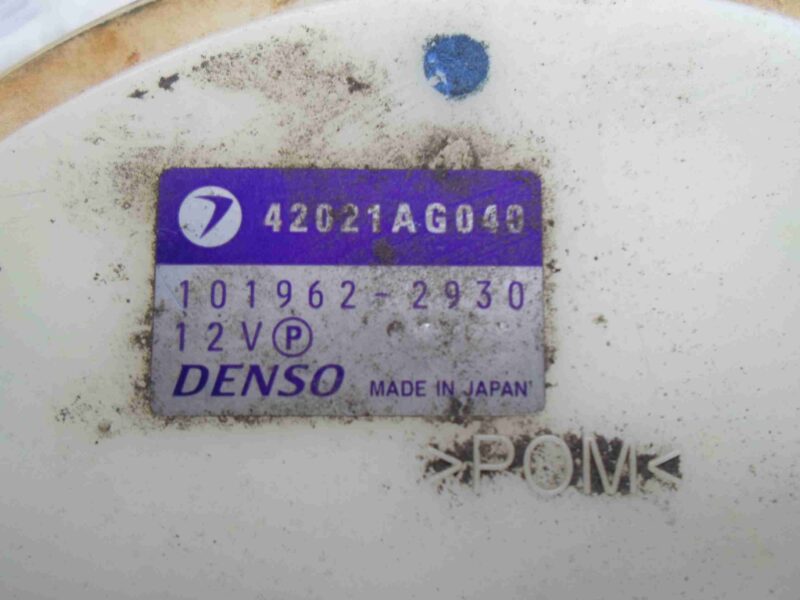 42021AG040
101962-2930
12V Ⓟ
DENSO MADE IN JAPAN
>POM<